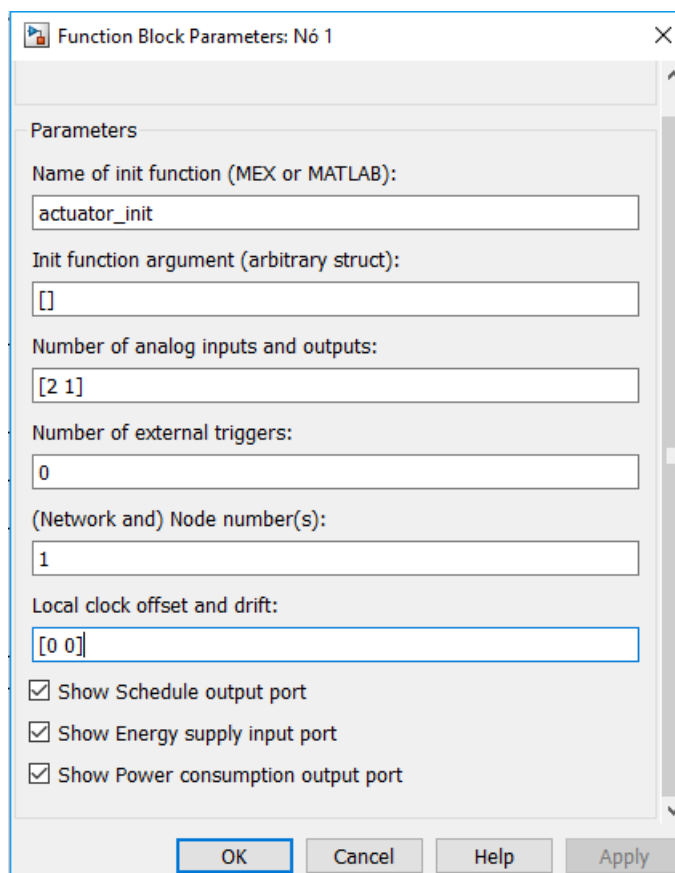 Function Block Parameters: Nó 1
Parameters
Name of init function (MEX or MATLAB):
actuator_init
Init function argument (arbitrary struct):
[]
Number of analog inputs and outputs:
[2 1]
Number of external triggers:
0
(Network and) Node number(s):
1
Local clock offset and drift:
[0 0]
Show Schedule output port
Show Energy supply input port
Show Power consumption output port
OK Cancel Help Apply